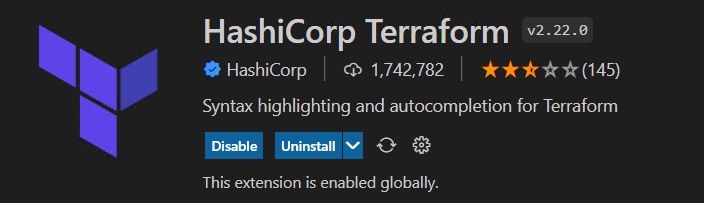 HashiCorp Terraform v2.22.0
HashiCorp 1,742,782 (145)
Syntax highlighting and autocompletion for Terraform
Disable Uninstall
This extension is enabled globally.